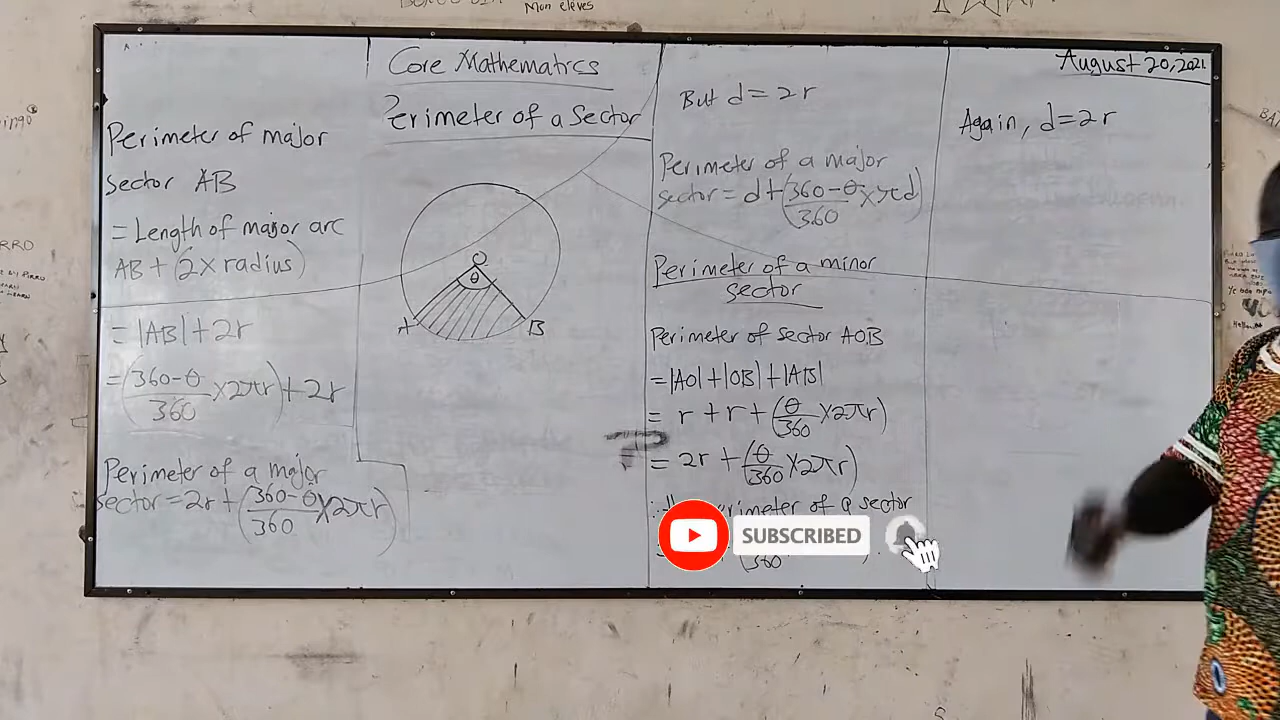 Mon elèves
Core Mathematics
August 20, 2021
Perimeter of a Sector
Perimeter of major
sector AB
= Length of major arc
AB + (2 x radius)
= |AB| + 2r
= (360-θ/360 x 2πr) + 2r
Perimeter of a major
sector = 2r + (360-θ/360 x 2πr)
O
θ
A
B
But d = 2r
Perimeter of a major
sector = d + (360-θ/360 x πd)
Perimeter of a minor
sector
Perimeter of sector AOB
= |AO| + |OB| + |AB|
= r + r + (θ/360 x 2πr)
= 2r + (θ/360 x 2πr)
perimeter of a sector
360
SUBSCRIBED
Again, d = 2r